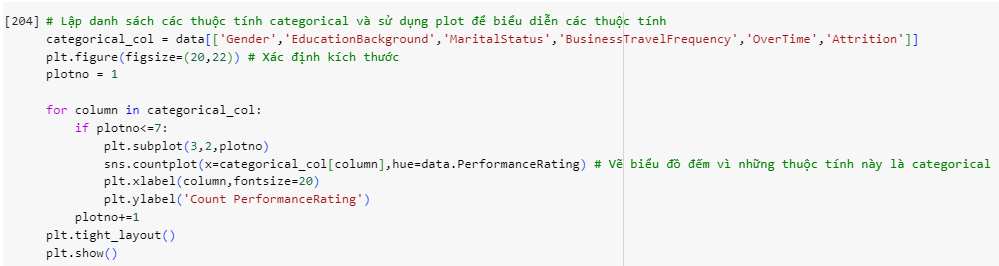 [204] # Lập danh sách các thuộc tính categorical và sử dụng plot để biểu diễn các thuộc tính
categorical_col = data[['Gender','EducationBackground','MaritalStatus','BusinessTravelFrequency','OverTime','Attrition']]
plt.figure(figsize=(20,22)) # Xác định kích thước
plotno = 1
for column in categorical_col:
if plotno<=7:
plt.subplot(3,2,plotno)
sns.countplot(x=categorical_col[column],hue=data.PerformanceRating) # Vẽ biểu đồ đếm vì những thuộc tính này là categorical
plt.xlabel(column,fontsize=20)
plt.ylabel('Count PerformanceRating')
plotno+=1
plt.tight_layout()
plt.show()